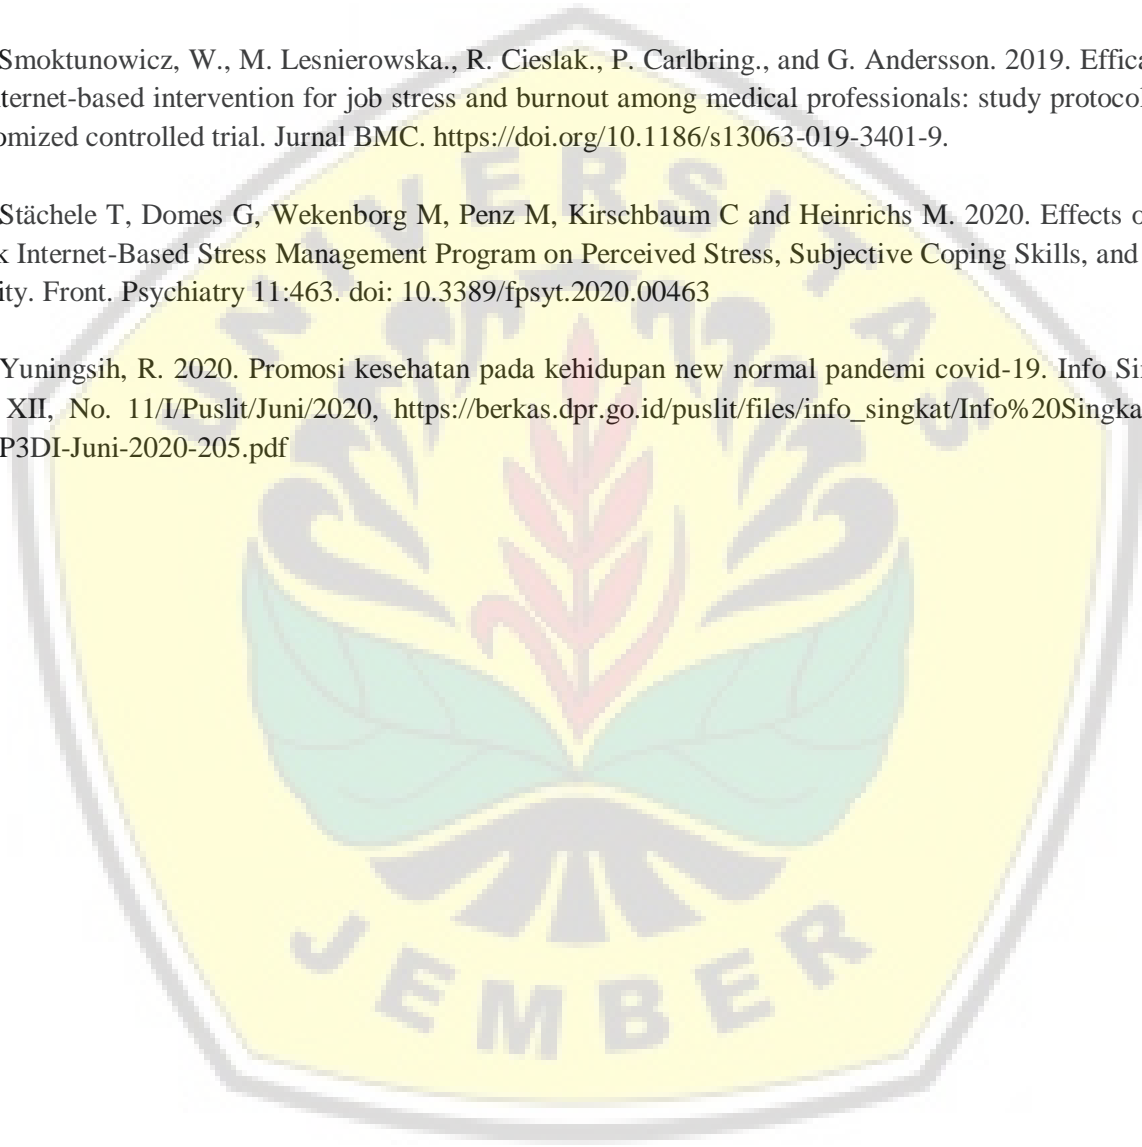 Smoktunowicz, W., M. Lesnierowska., R. Cieslak., P. Carlbring., and G. Andersson. 2019. Effica
ternet-based intervention for job stress and burnout among medical professionals: study protocol
omized controlled trial. Jurnal BMC. https://doi.org/10.1186/s13063-019-3401-9.
Stächele T, Domes G, Wekenborg M, Penz M, Kirschbaum C and Heinrichs M. 2020. Effects o
k Internet-Based Stress Management Program on Perceived Stress, Subjective Coping Skills, and
ity. Front. Psychiatry 11:463. doi: 10.3389/fpsyt.2020.00463
Yuningsih, R. 2020. Promosi kesehatan pada kehidupan new normal pandemi covid-19. Info Sin
XII, No. 11/I/Puslit/Juni/2020, https://berkas.dpr.go.id/puslit/files/info_singkat/Info%20Singka
P3DI-Juni-2020-205.pdf
UNIVERSITAS
JEMBER